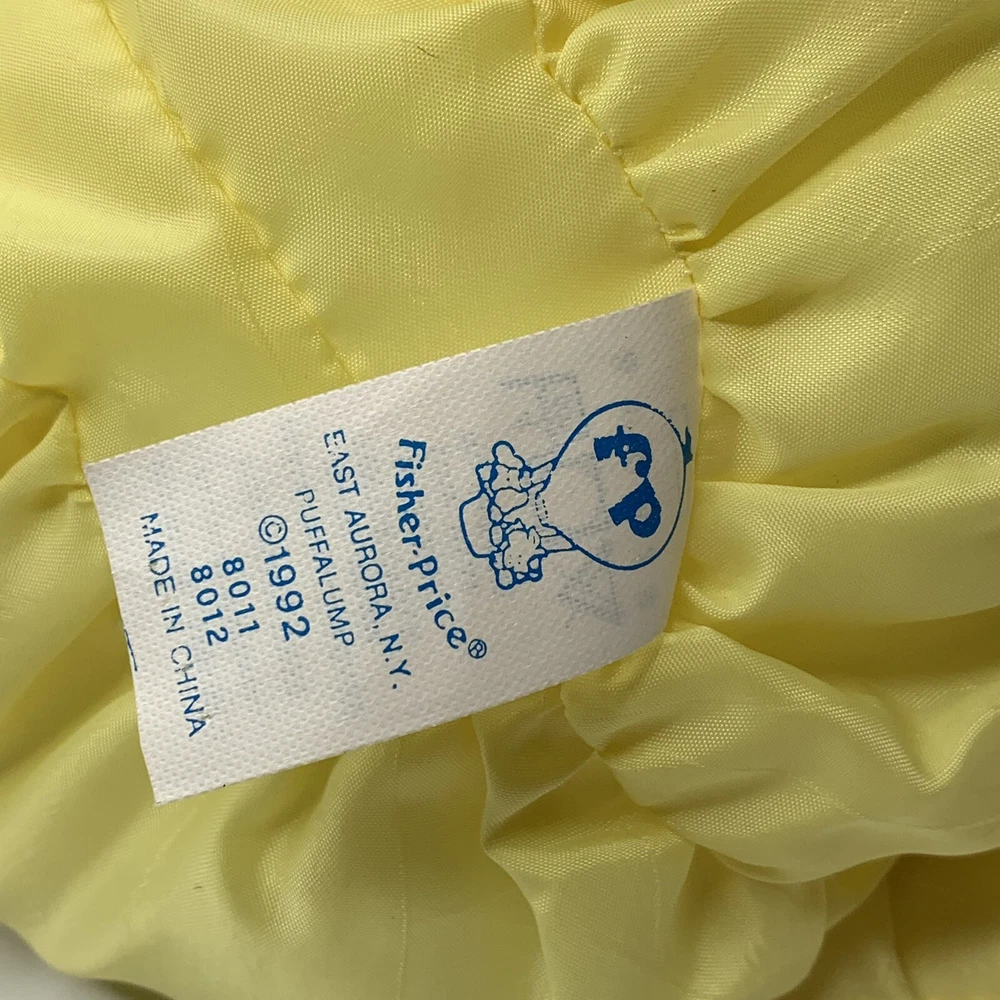 FP
Fisher-Price®
EAST AURORA, N.Y.
PUFFALUMP
©1992
8011
8012
MADE IN CHINA